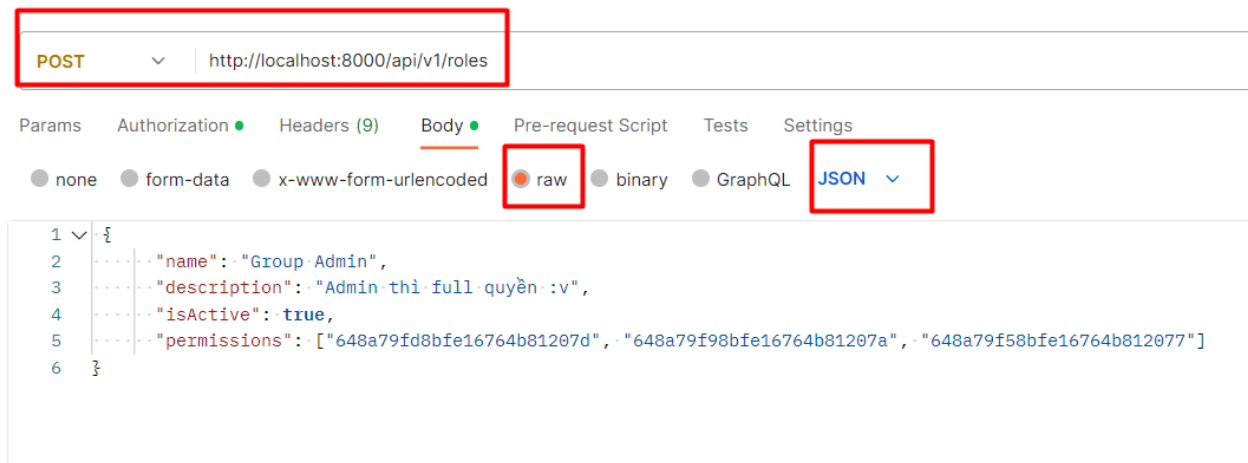 POST http://localhost:8000/api/v1/roles
Params Authorization Headers (9) Body Pre-request Script Tests Settings
none form-data x-www-form-urlencoded raw binary GraphQL JSON
1 {
2 "name": "Group Admin",
3 "description": "Admin thì full quyền :v",
4 "isActive": true,
5 "permissions": ["648a79fd8bfe16764b81207d", "648a79f98bfe16764b81207a", "648a79f58bfe16764b812077"]
6 }